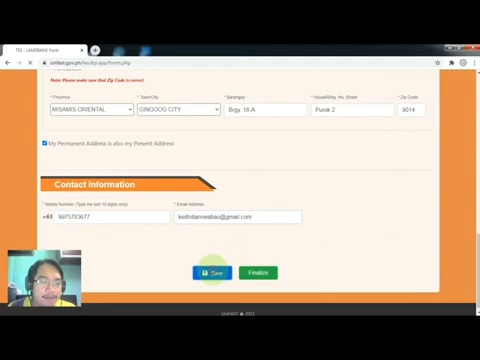 TES - LANDBANK Form
unifast.gov.ph/tes.lbp.app/forms.php
Note: Please make sure that Zip Code is correct
* Province
* Town/City
* Barangay
* House/Bldg. No. Street
* Zip Code
MISAMIS ORIENTAL
GINGOOG CITY
Brgy. 18-A
Purok 2
9014
My Permanent Address is also my Present Address
Contact Information
* Mobile Number (Type the last 10 digits only)
* Email Address
+63
9975783677
Save
Finalize
UniFAST © 2021